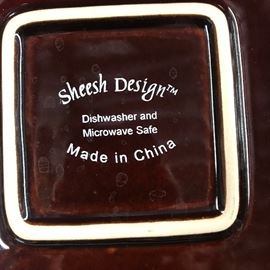 Sheesh Design™
Dishwasher and
Microwave Safe
Made in China